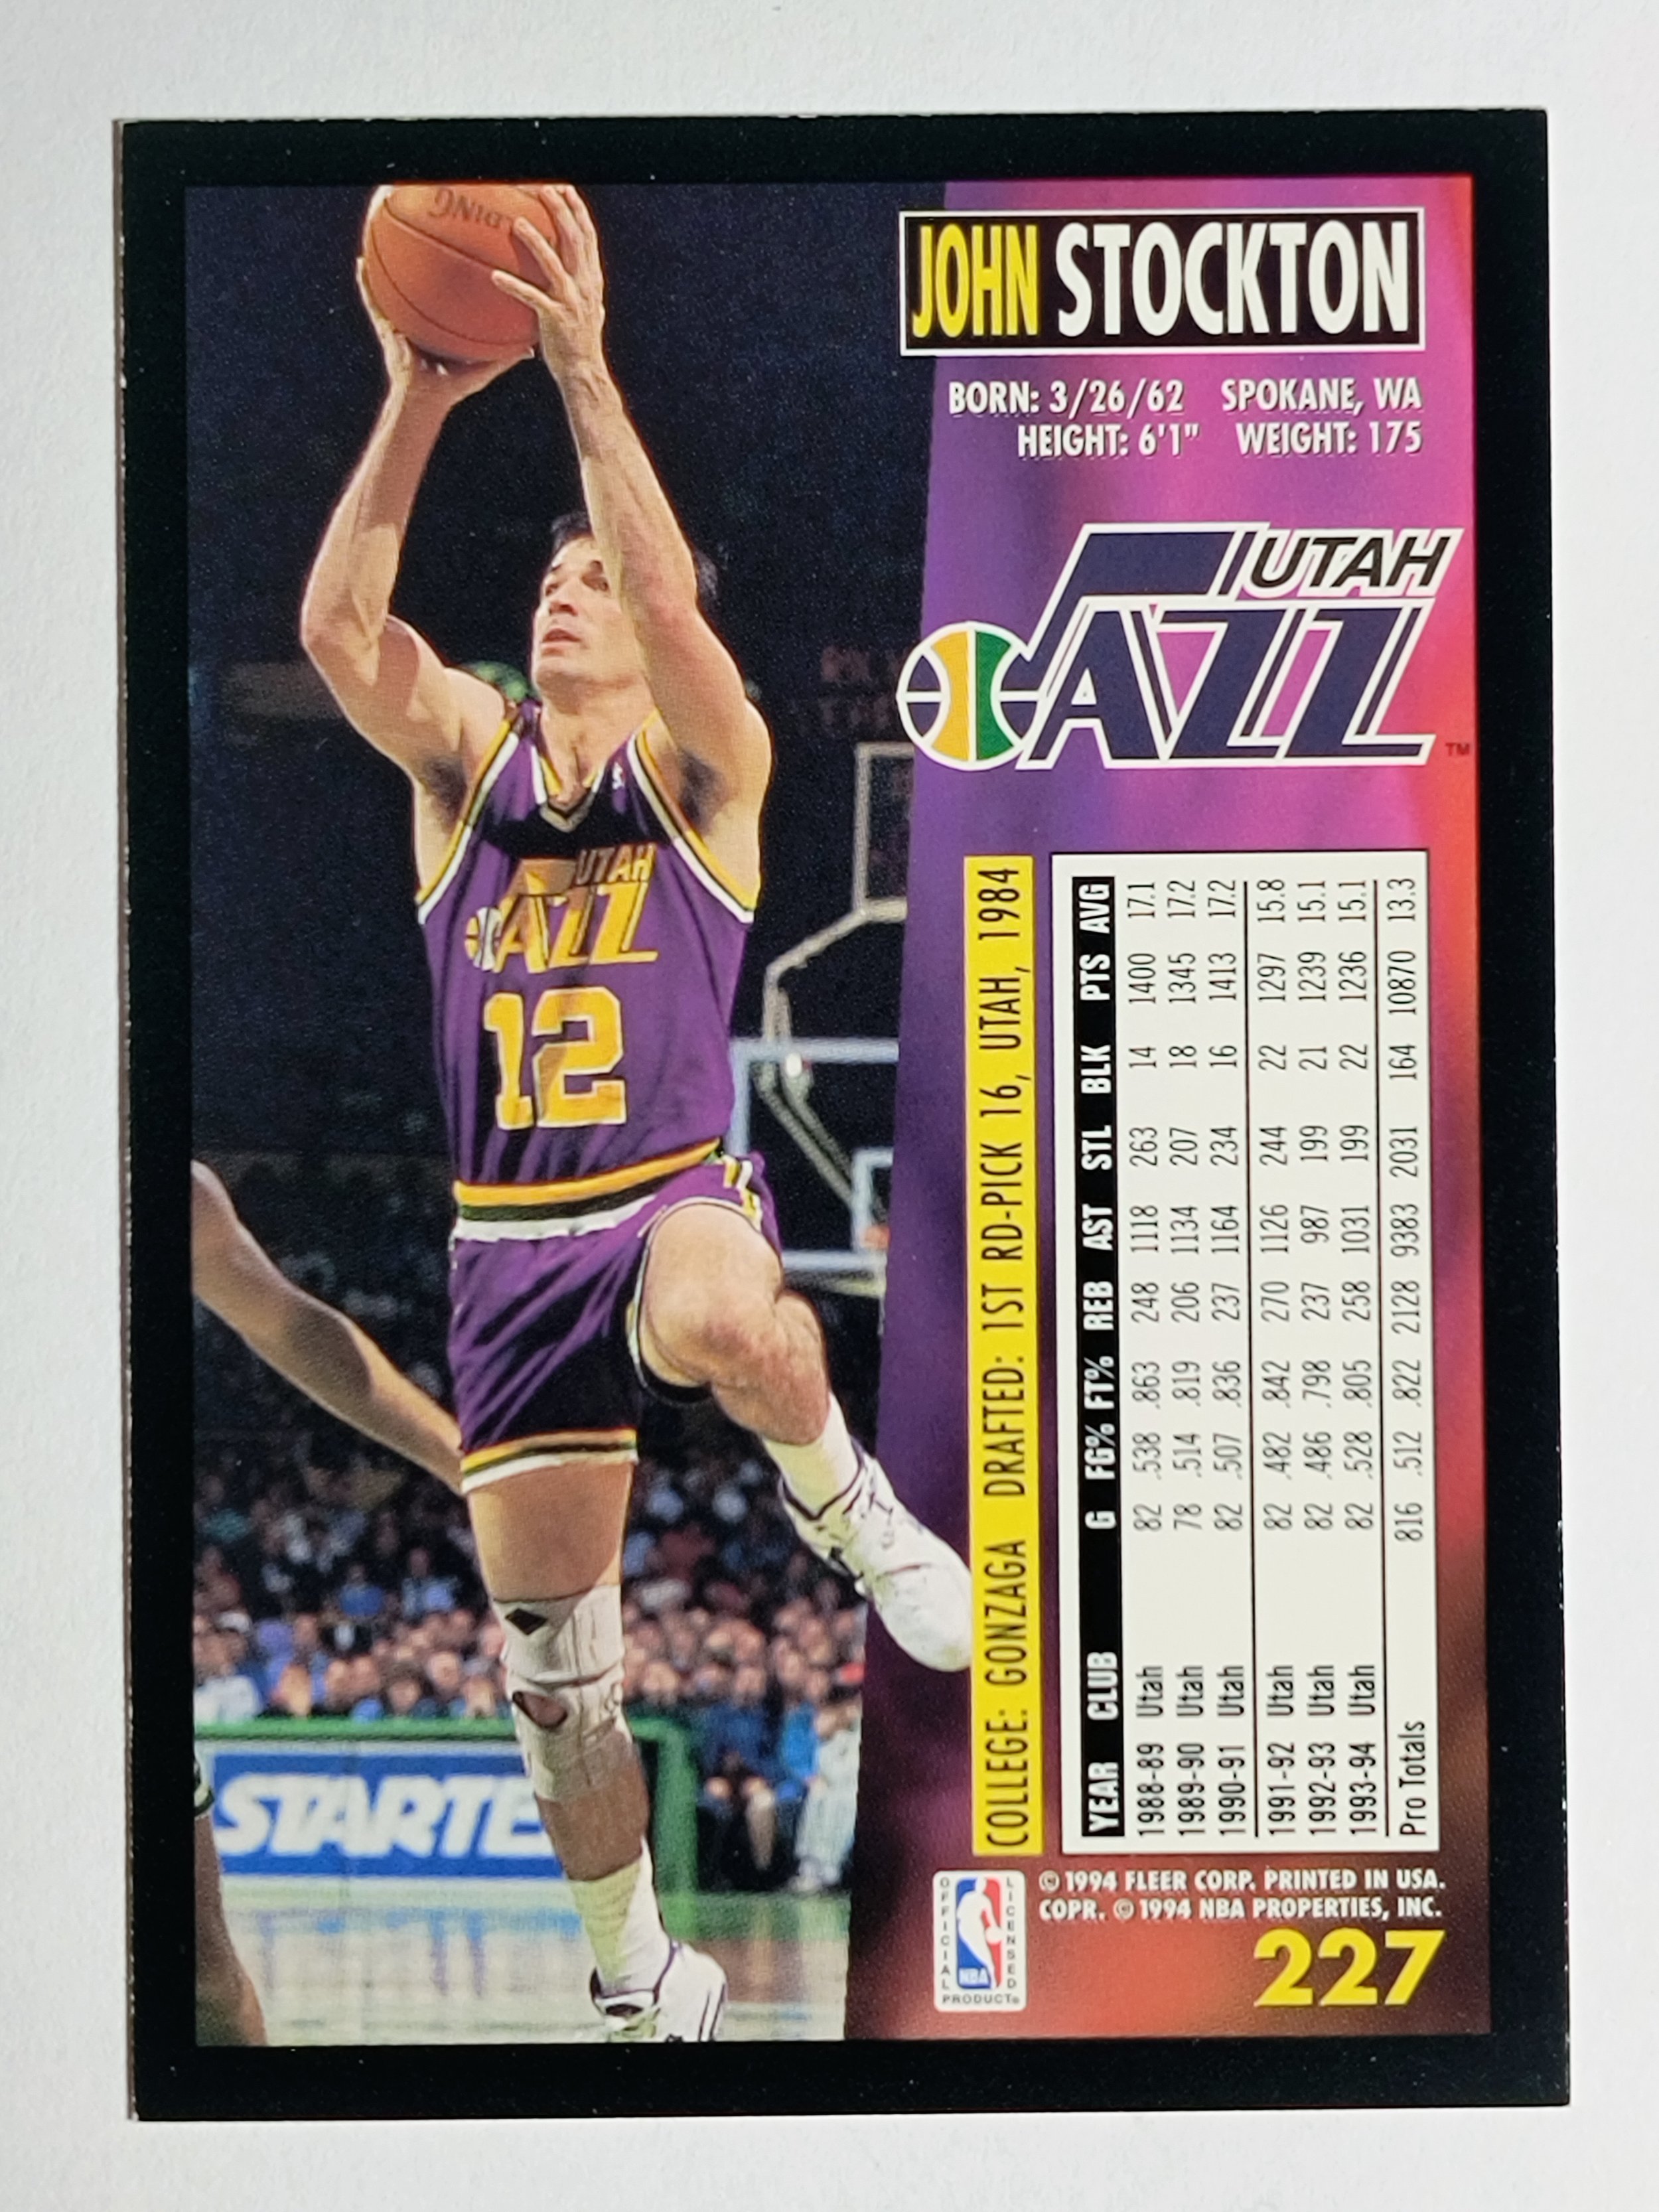 JOHN STOCKTON
BORN: 3/26/62 SPOKANE, WA
HEIGHT: 6'1" WEIGHT: 175
UTAH
JAZZ
TM
UTAH
JAZZ
12
STARTE
COLLEGE: GONZAGA DRAFTED: 1ST RD-PICK 16, UTAH, 1984
YEAR CLUB G FG% FT% REB AST STL BLK PTS AVG
1988-89 Utah 82 .538 .863 248 1118 263 14 1400 17.1
1989-90 Utah 78 .514 .819 206 1134 207 18 1345 17.2
1990-91 Utah 82 .507 .836 237 1164 234 16 1413 17.2
1991-92 Utah 82 .482 .842 270 1126 244 22 1297 15.8
1992-93 Utah 82 .486 .798 237 987 199 21 1239 15.1
1993-94 Utah 82 .528 .805 258 1031 199 22 1236 15.1
Pro Totals 816 .512 .822 2128 9383 2031 164 10870 13.3
OFFICIAL LICENSED
NBA
PRODUCT®
© 1994 FLEER CORP. PRINTED IN USA.
COPR. © 1994 NBA PROPERTIES, INC.
227